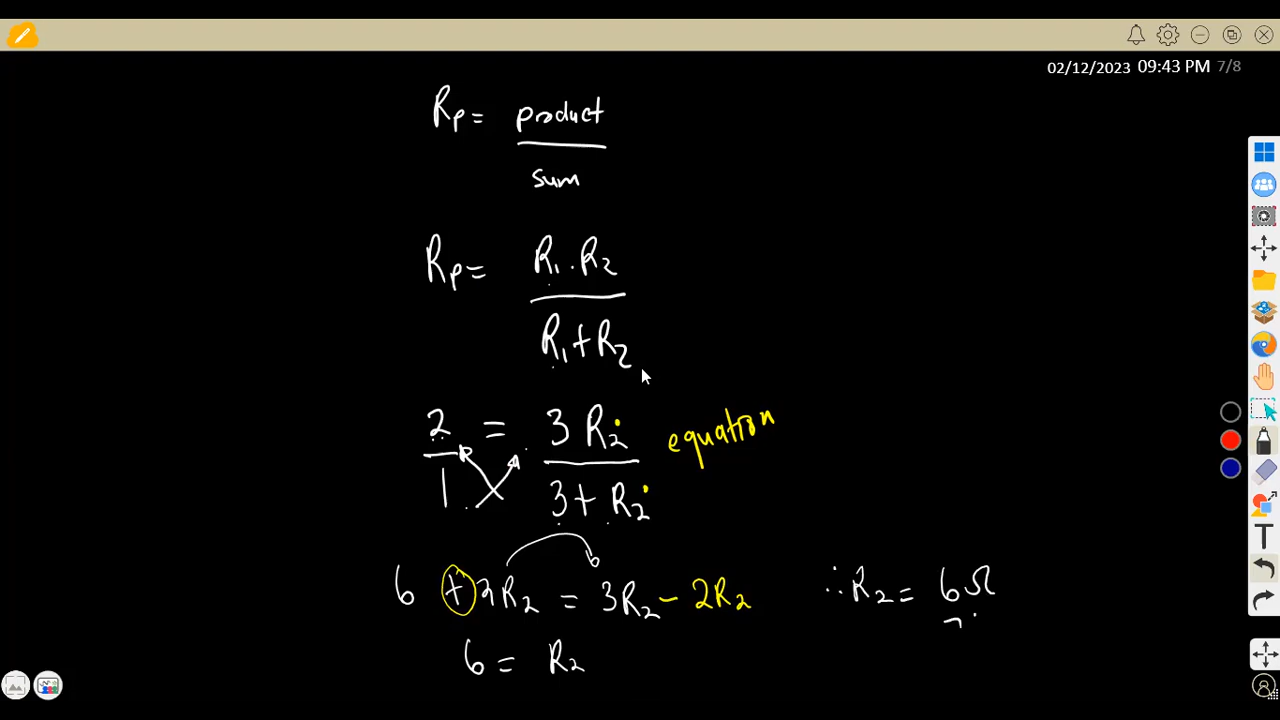 02/12/2023 09:43 PM 7/8
Rp = product
sum
Rp = R1 . R2
R1 + R2
2 = 3 R2 equation
1 3 + R2
6 + 2R2 = 3R2 - 2R2 ∴ R2 = 6Ω
6 = R2
T